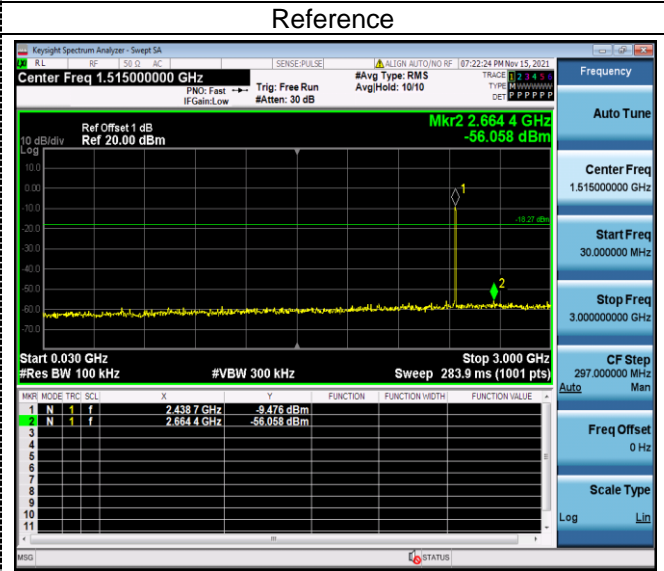 Reference
Keysight Spectrum Analyzer - Swept SA
RL RF 50 Ω AC SENSE:PULSE ALIGN AUTO/NO RF 07:22:24 PM Nov 15, 2021
Center Freq 1.515000000 GHz
PNO: Fast
IFGain:Low
Trig: Free Run
#Atten: 30 dB
#Avg Type: RMS
Avg|Hold: 10/10
TRACE 1 2 3 4 5 6
TYPE M W W W W W
DET P P P P P P
Mkr2 2.664 4 GHz
-56.058 dBm
Ref Offset 1 dB
10 dB/div Ref 20.00 dBm
Log
10.0
0.00
-10.0
-20.0
-30.0
-40.0
-50.0
-60.0
-70.0
1
-18.27 dBm
2
Start 0.030 GHz Stop 3.000 GHz
#Res BW 100 kHz #VBW 300 kHz Sweep 283.9 ms (1001 pts)
MKR MODE TRC SCL X Y FUNCTION FUNCTION WIDTH FUNCTION VALUE
1 N 1 f 2.438 7 GHz -9.476 dBm
2 N 1 f 2.664 4 GHz -56.058 dBm
3
4
5
6
7
8
9
10
11
MSG STATUS
Frequency
Auto Tune
Center Freq
1.515000000 GHz
Start Freq
30.000000 MHz
Stop Freq
3.000000000 GHz
CF Step
297.000000 MHz
Auto Man
Freq Offset
0 Hz
Scale Type
Log Lin